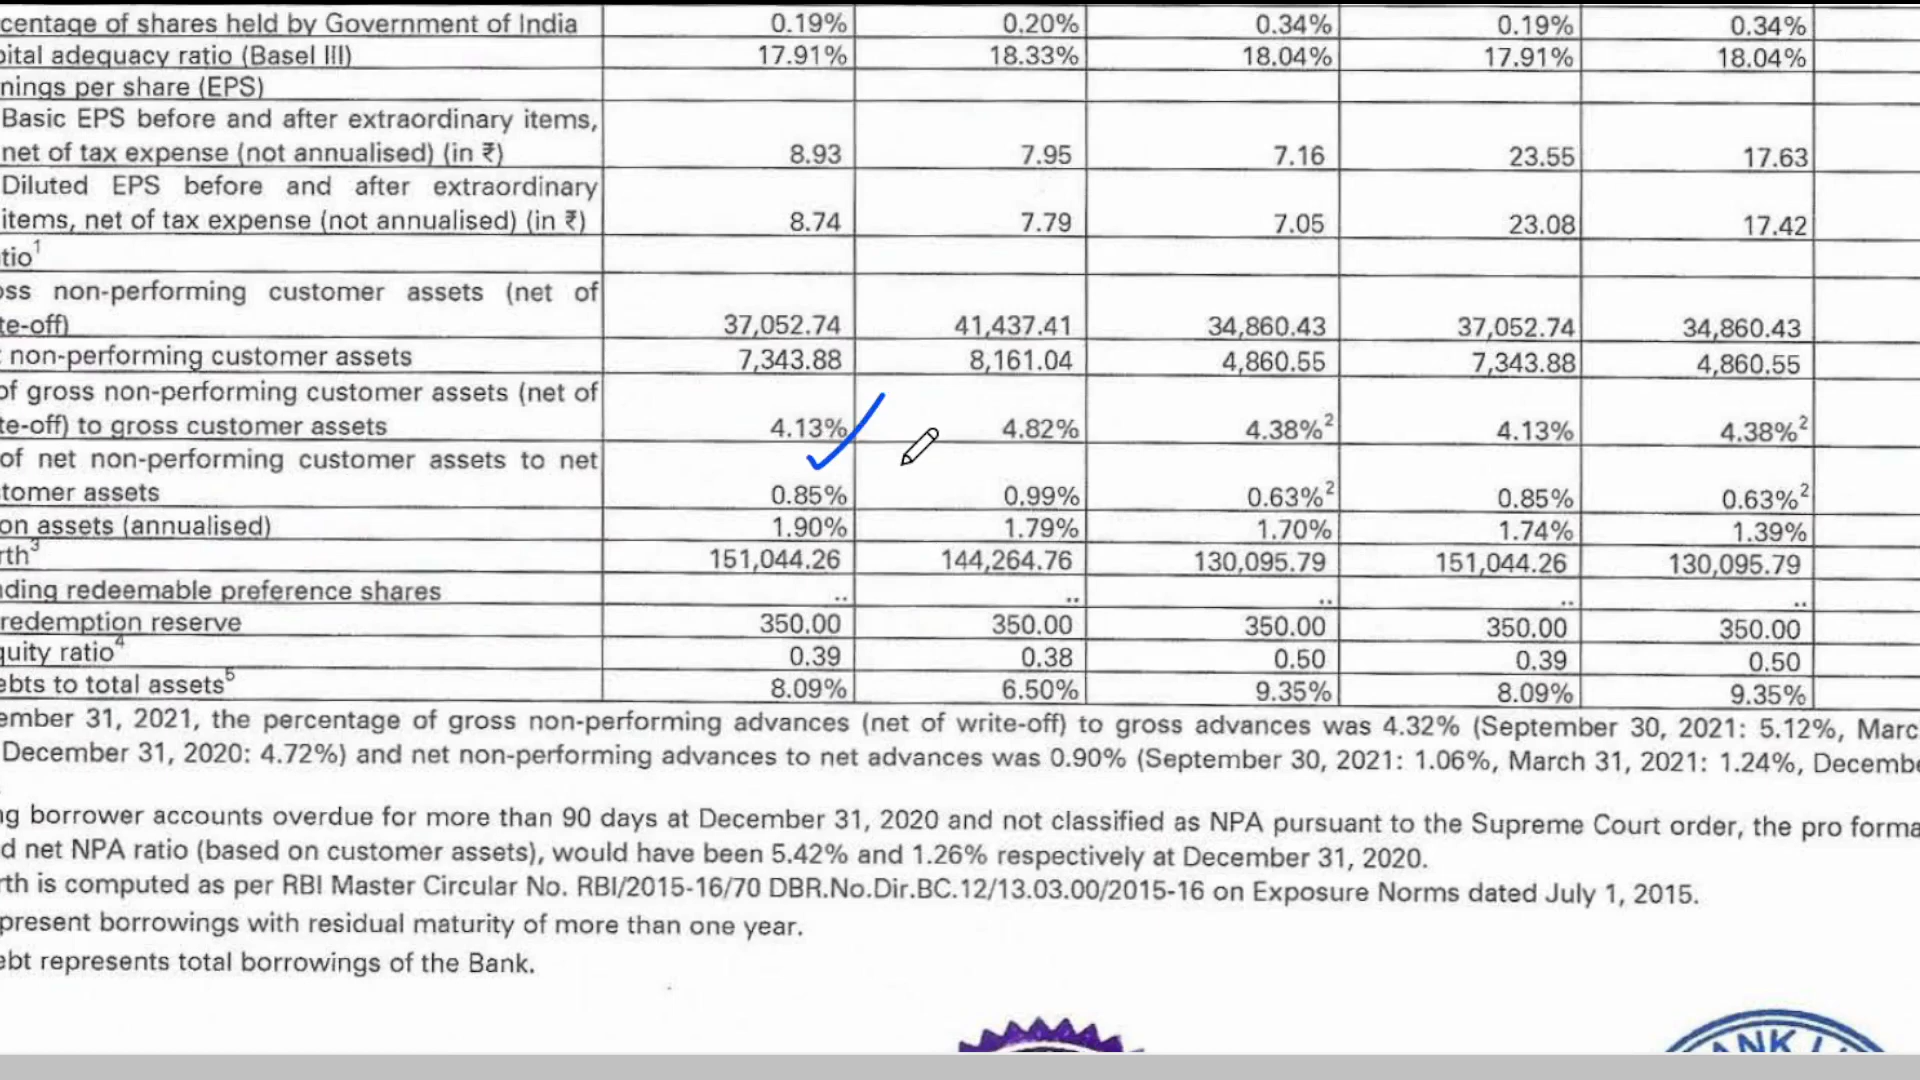 centage of shares held by Government of India 0.19% 0.20% 0.34% 0.19% 0.34%
pital adequacy ratio (Basel III) 17.91% 18.33% 18.04% 17.91% 18.04%
nings per share (EPS)
Basic EPS before and after extraordinary items,
net of tax expense (not annualised) (in ₹) 8.93 7.95 7.16 23.55 17.63
Diluted EPS before and after extraordinary
items, net of tax expense (not annualised) (in ₹) 8.74 7.79 7.05 23.08 17.42
tio1
oss non-performing customer assets (net of
te-off) 37,052.74 41,437.41 34,860.43 37,052.74 34,860.43
non-performing customer assets 7,343.88 8,161.04 4,860.55 7,343.88 4,860.55
of gross non-performing customer assets (net of
te-off) to gross customer assets 4.13% 4.82% 4.38%2 4.13% 4.38%2
of net non-performing customer assets to net
tomer assets 0.85% 0.99% 0.63%2 0.85% 0.63%2
on assets (annualised) 1.90% 1.79% 1.70% 1.74% 1.39%
rth3 151,044.26 144,264.76 130,095.79 151,044.26 130,095.79
ding redeemable preference shares .. .. .. .. ..
redemption reserve 350.00 350.00 350.00 350.00 350.00
quity ratio4 0.39 0.38 0.50 0.39 0.50
ebts to total assets5 8.09% 6.50% 9.35% 8.09% 9.35%
ember 31, 2021, the percentage of gross non-performing advances (net of write-off) to gross advances was 4.32% (September 30, 2021: 5.12%, Marc
December 31, 2020: 4.72%) and net non-performing advances to net advances was 0.90% (September 30, 2021: 1.06%, March 31, 2021: 1.24%, Decembe
ng borrower accounts overdue for more than 90 days at December 31, 2020 and not classified as NPA pursuant to the Supreme Court order, the pro forma
d net NPA ratio (based on customer assets), would have been 5.42% and 1.26% respectively at December 31, 2020.
rth is computed as per RBI Master Circular No. RBI/2015-16/70 DBR.No.Dir.BC.12/13.03.00/2015-16 on Exposure Norms dated July 1, 2015.
present borrowings with residual maturity of more than one year.
ebt represents total borrowings of the Bank.
ANK